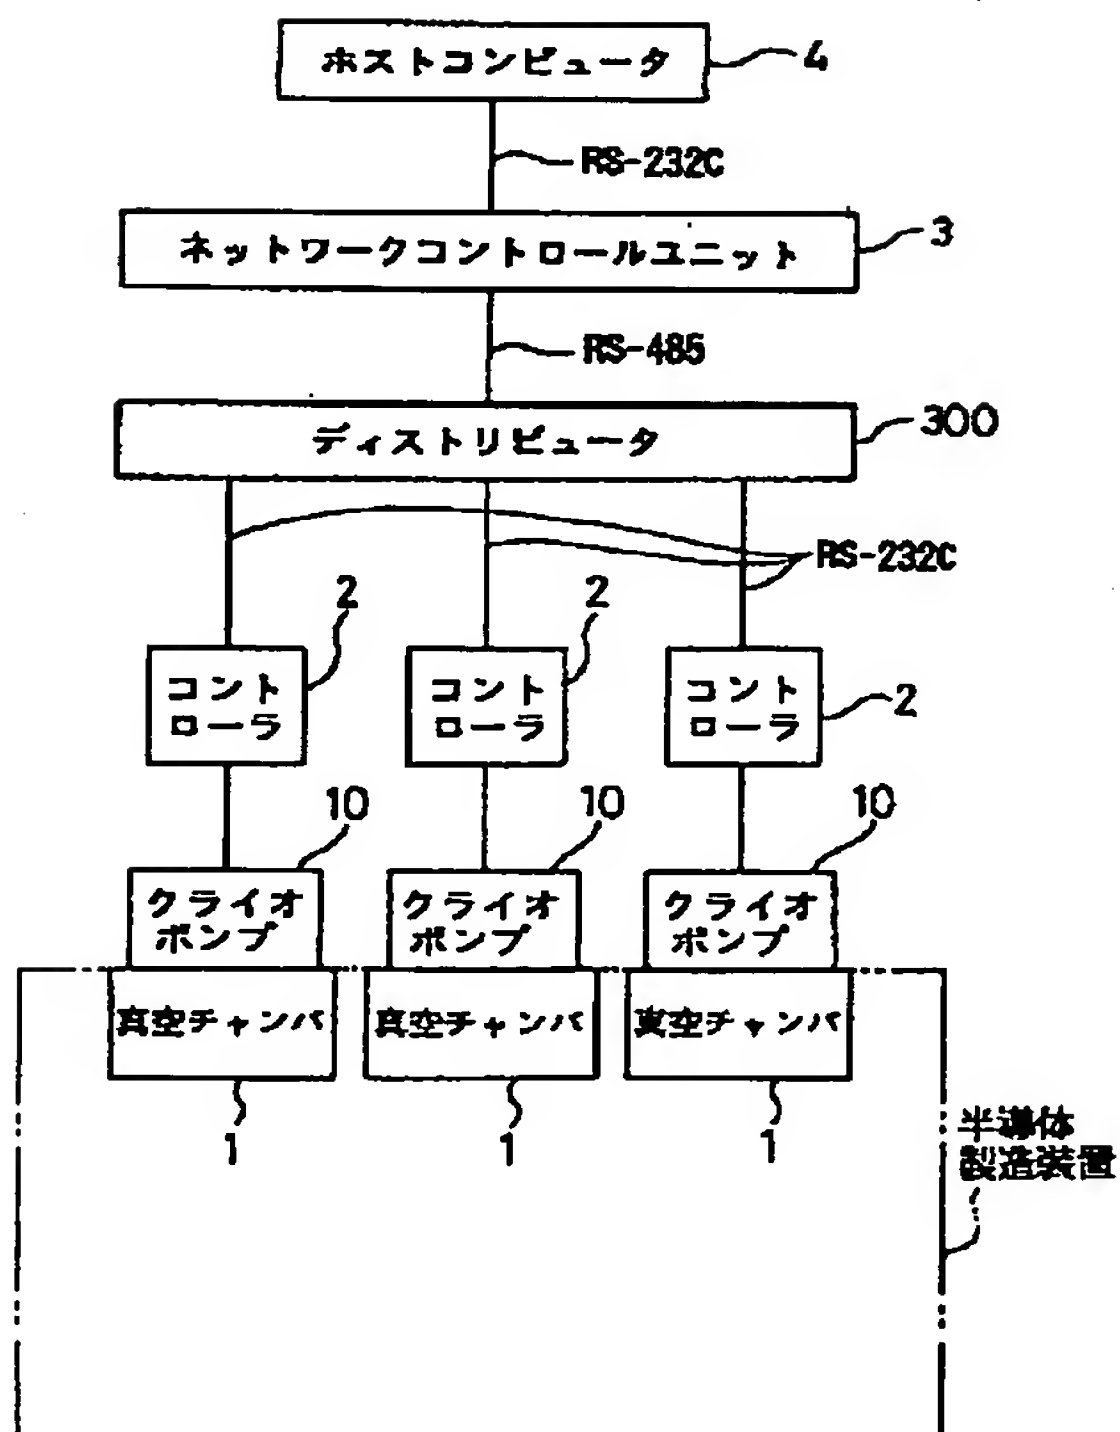 ホストコンピュータ
4
RS-232C
ネットワークコントロールユニット
3
RS-485
ディストリビュータ
300
RS-232C
2
2
コント
ローラ
コント
ローラ
コント
ローラ
2
10
10
10
クライオ
ポンプ
クライオ
ポンプ
クライオ
ポンプ
真空チャンバ
真空チャンバ
真空チャンバ
1
1
1
半導体
製造装置